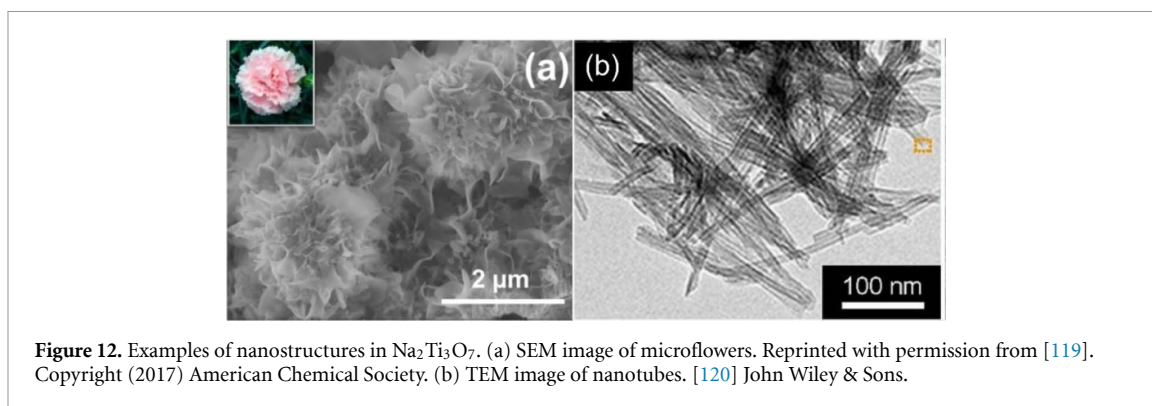 (a)
2 μm
(b)
100 nm
Figure 12. Examples of nanostructures in Na₂Ti₃O₇. (a) SEM image of microflowers. Reprinted with permission from [119].
Copyright (2017) American Chemical Society. (b) TEM image of nanotubes. [120] John Wiley & Sons.